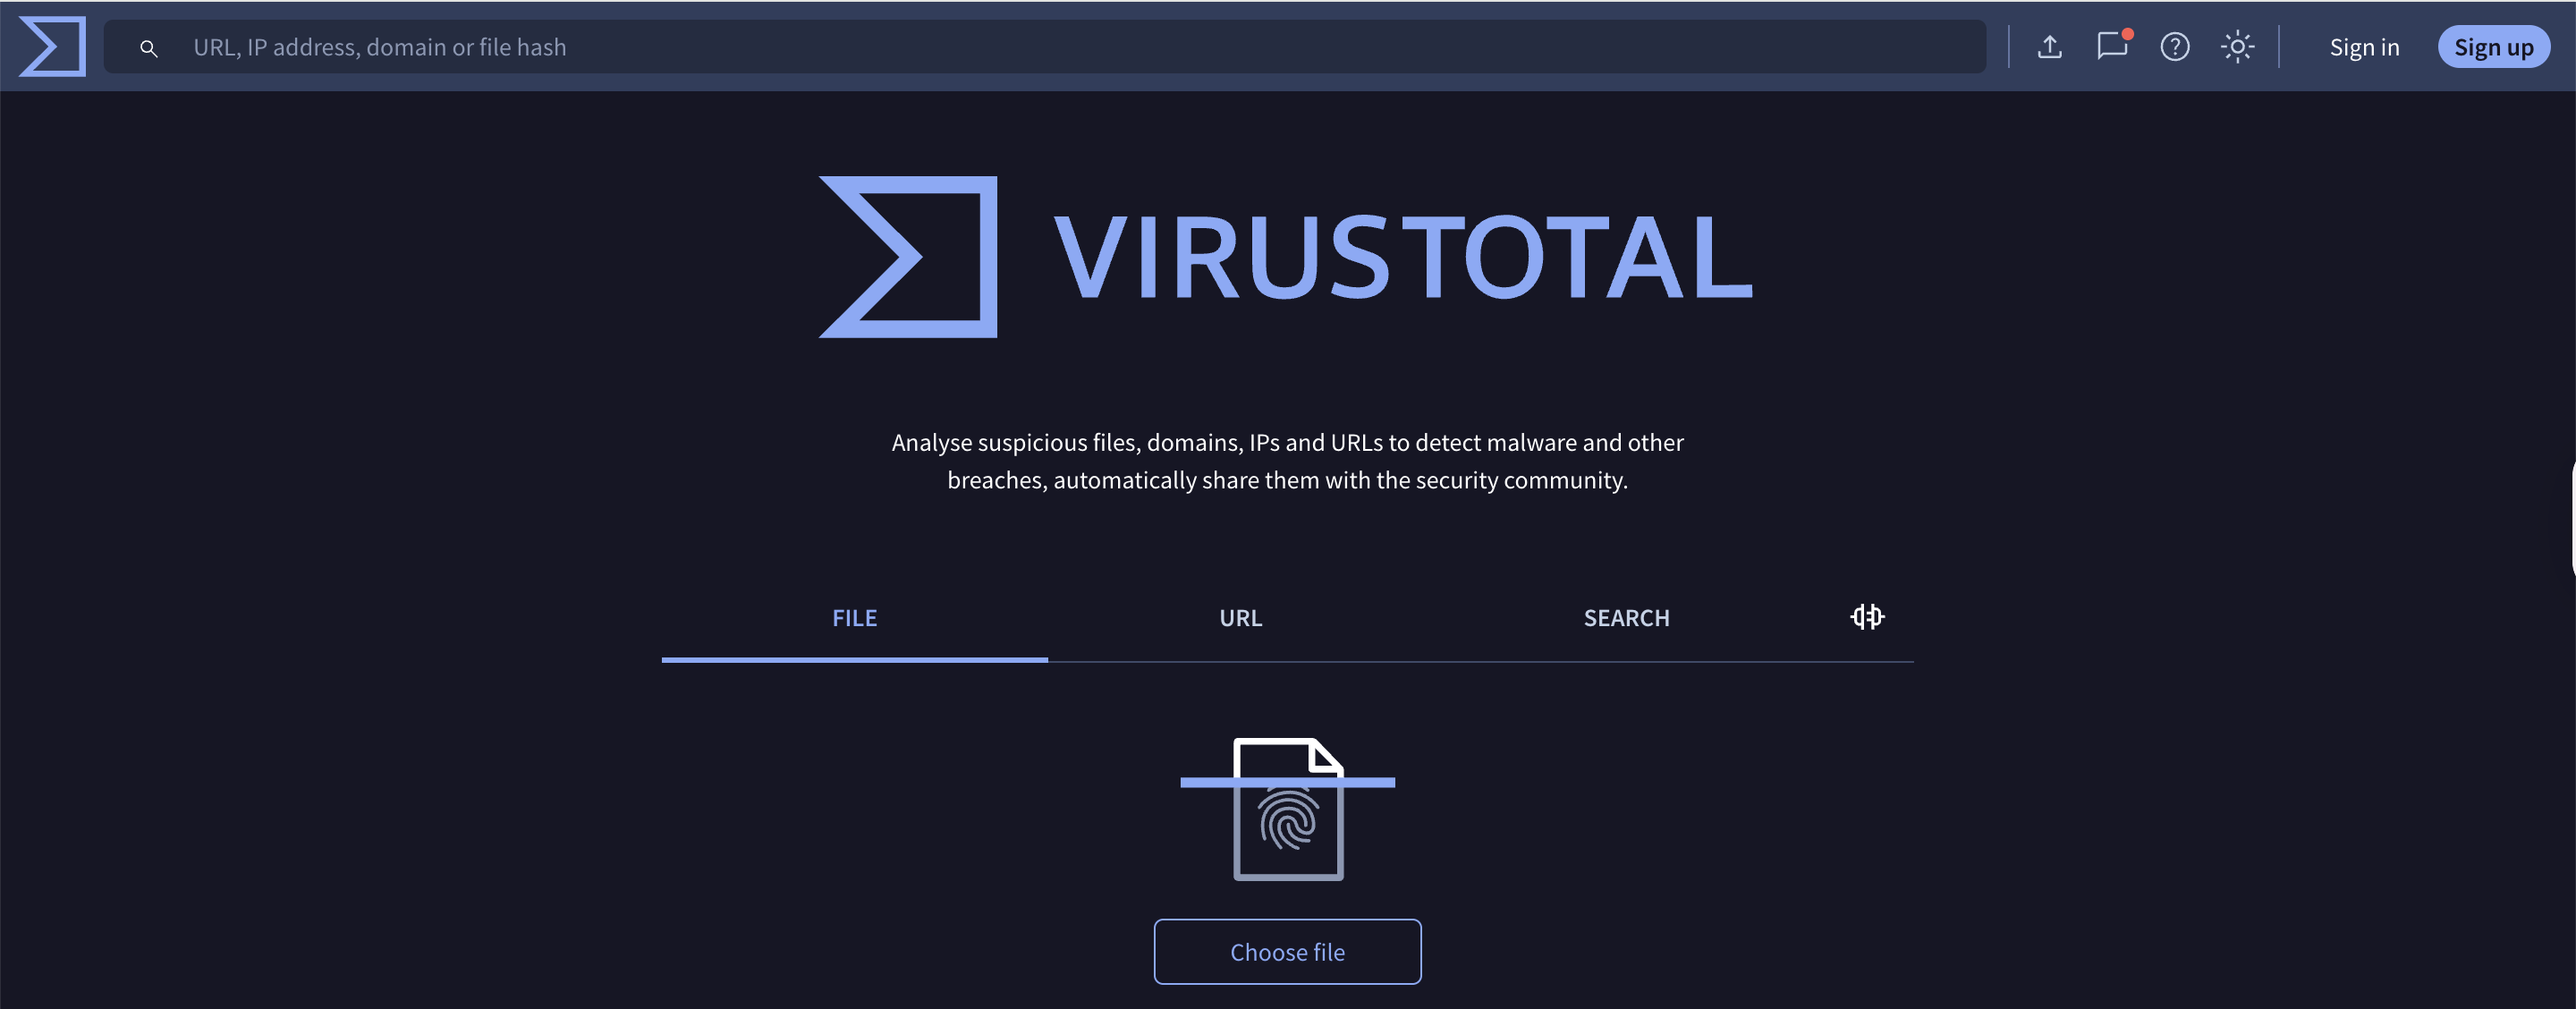 URL, IP address, domain or file hash
Sign in
Sign up
VIRUSTOTAL
Analyse suspicious files, domains, IPs and URLs to detect malware and other
breaches, automatically share them with the security community.
FILE
URL
SEARCH
Choose file